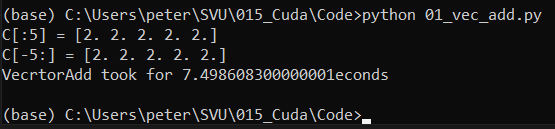 (base) C:\Users\peter\SVU\015_Cuda\Code>python 01_vec_add.py
C[:5] = [2. 2. 2. 2. 2.]
C[-5:] = [2. 2. 2. 2. 2.]
VecrtorAdd took for 7.498608300000001econds
(base) C:\Users\peter\SVU\015_Cuda\Code>